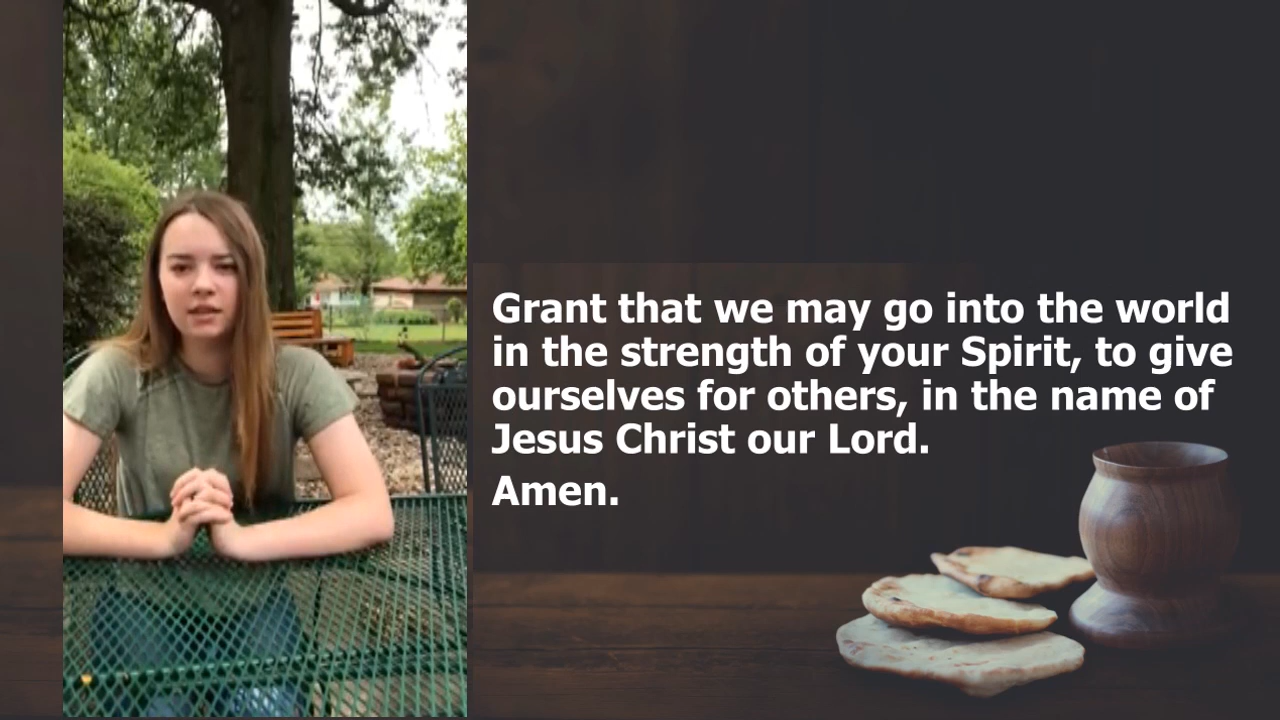 Grant that we may go into the world
in the strength of your Spirit, to give
ourselves for others, in the name of
Jesus Christ our Lord.
Amen.